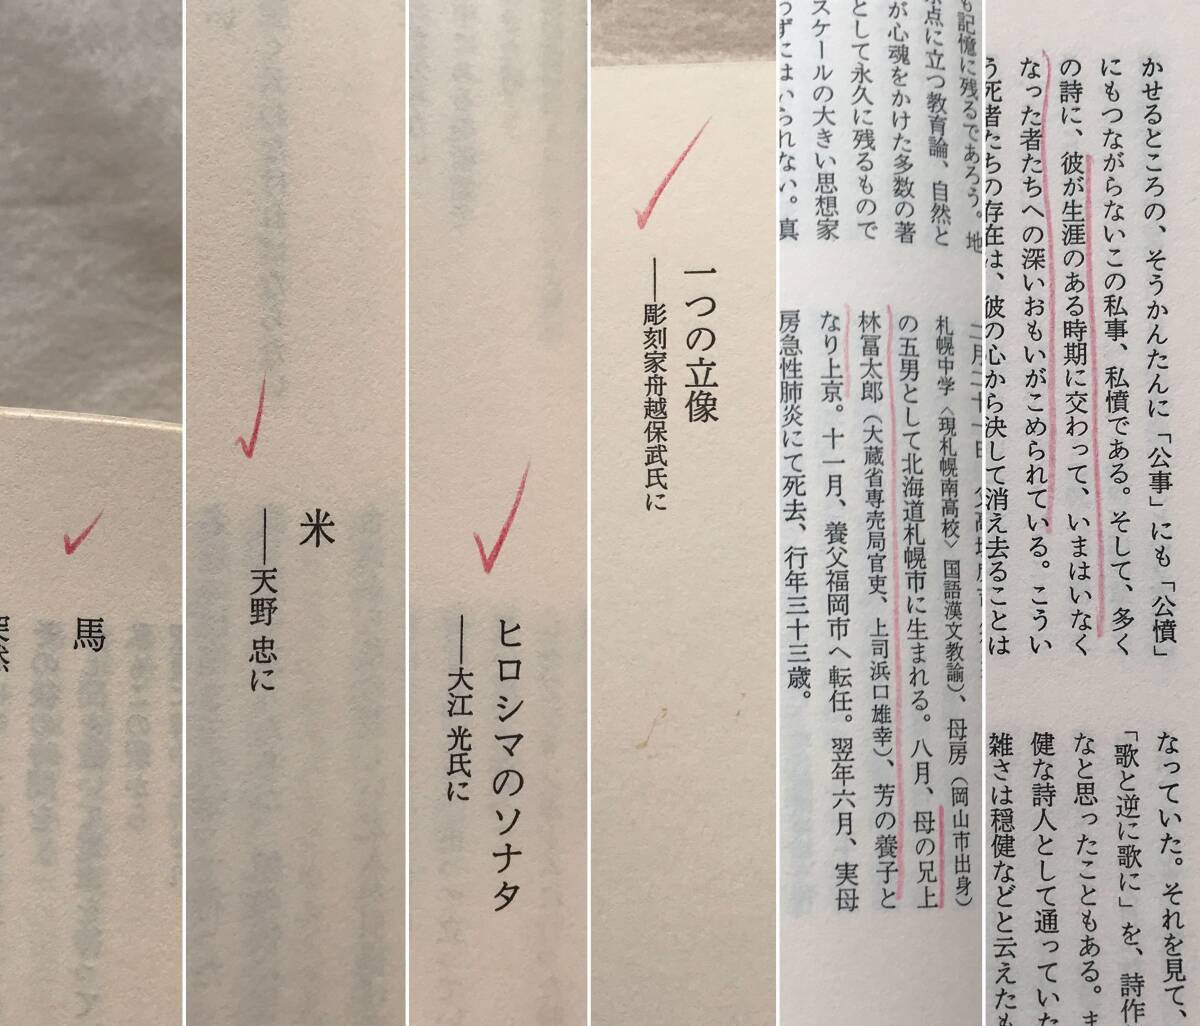 馬
突然
米
――天野 忠に
ヒロシマのソナタ
――大江 光氏に
一つの立像
――彫刻家舟越保武氏に
も記憶に残るであろう。地
点に立つ教育論、自然と
が心魂をかけた多数の著
として永久に残るもので
スケールの大きい思想家
わずにはいられない。真
札幌中学〈現札幌南高校〉国語漢文教諭)、母房(岡山市出身)
の五男として北海道札幌市に生まれる。八月、母の兄上
林冨太郎(大蔵省専売局官吏、上司浜口雄幸)、芳の養子と
なり上京。十一月、養父福岡市へ転任。翌年六月、実母
房急性肺炎にて死去、行年三十三歳。
かせるところの、そうかんたんに「公事」にも「公憤」
にもつながらないこの私事、私憤である。そして、多く
の詩に、彼が生涯のある時期に交わって、いまはいなく
なった者たちへの深いおもいがこめられている。こうい
う死者たちの存在は、彼の心から決して消え去ることは
なっていた。それを見て、
「歌と逆に歌に」を、詩作
なと思ったこともある。ま
健な詩人として通っていた
雑さは穏健などと云えたも